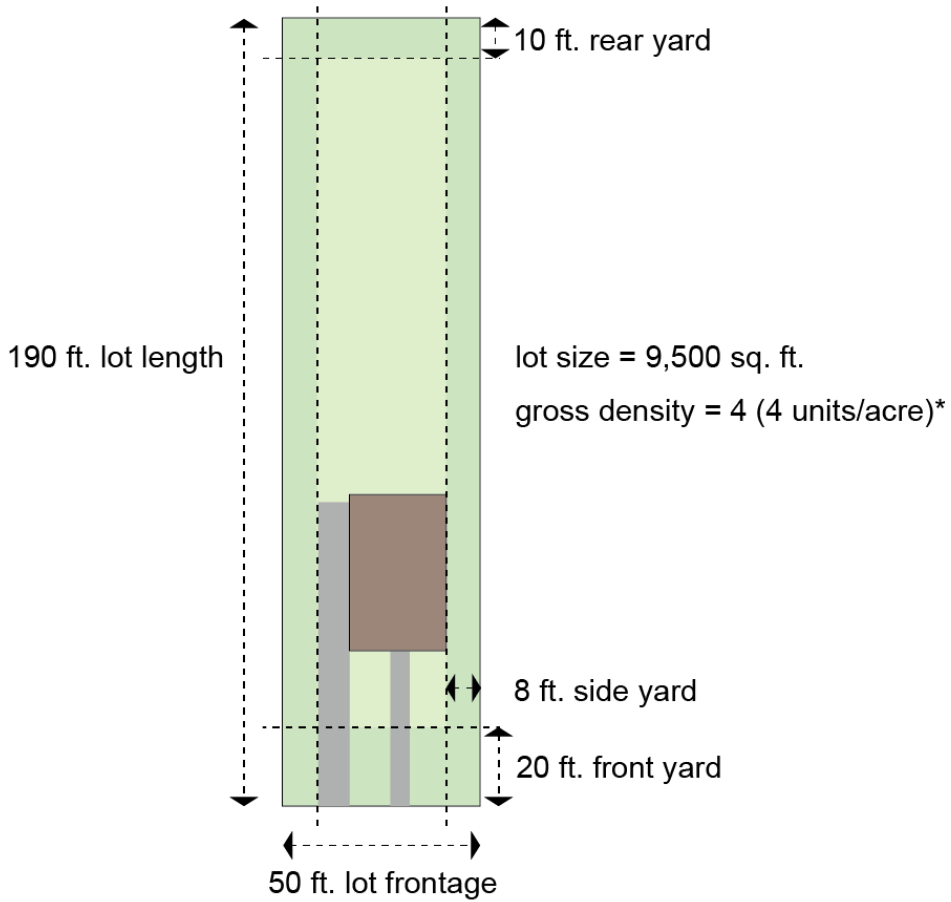 10 ft. rear yard
190 ft. lot length
lot size = 9,500 sq. ft.
gross density = 4 (4 units/acre)*
8 ft. side yard
20 ft. front yard
50 ft. lot frontage